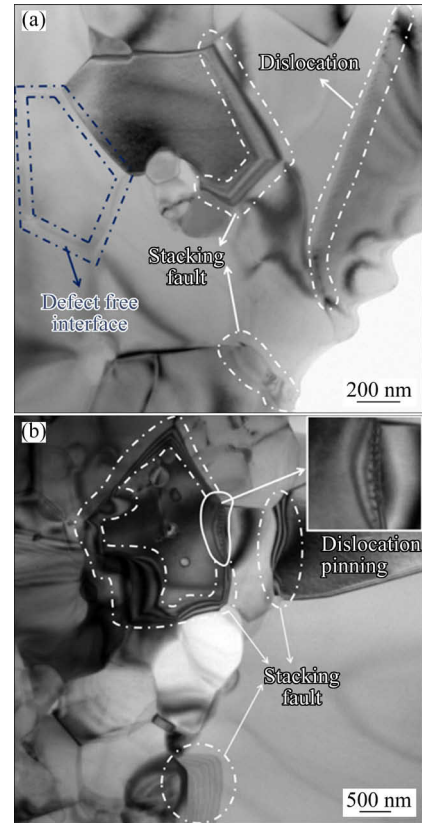 (a)
Dislocation
Stacking
fault
Defect free
interface
200 nm
(b)
Dislocation
pinning
Stacking
fault
500 nm